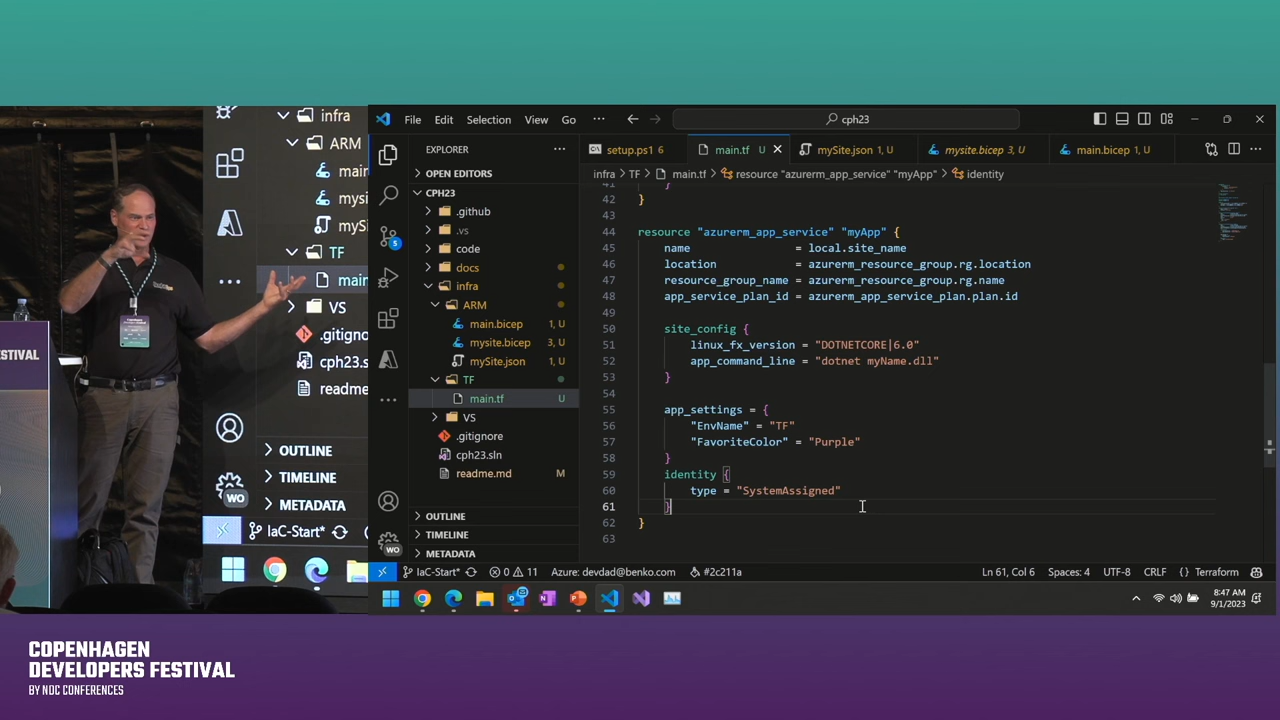 infra
ARM
main
mysi
myS
TF
main
VS
.gitigno
cph23.s
readme
OUTLINE
TIMELINE
METADATA
WO
IaC-Start*
ESTIVAL
File Edit Selection View Go ... cph23
EXPLORER ...
OPEN EDITORS
CPH23
.github
.vs
code
docs
infra
ARM
main.bicep 1, U
mysite.bicep 3, U
mySite.json 1, U
TF
main.tf U
VS
.gitignore
cph23.sln
readme.md M
OUTLINE
TIMELINE
METADATA
5
WO
setup.ps1 6 main.tf U mySite.json 1, U mysite.bicep 3, U main.bicep 1, U
infra > TF > main.tf > resource "azurerm_app_service" "myApp" > identity
41 }
42 }
43
44 resource "azurerm_app_service" "myApp" {
45 name = local.site_name
46 location = azurerm_resource_group.rg.location
47 resource_group_name = azurerm_resource_group.rg.name
48 app_service_plan_id = azurerm_app_service_plan.plan.id
49
50 site_config {
51 linux_fx_version = "DOTNETCORE|6.0"
52 app_command_line = "dotnet myName.dll"
53 }
54
55 app_settings = {
56 "EnvName" = "TF"
57 "FavoriteColor" = "Purple"
58 }
59 identity {
60 type = "SystemAssigned"
61 }
62 }
63
IaC-Start* 0 11 Azure: devdad@benko.com #2c211a Ln 61, Col 6 Spaces: 4 UTF-8 CRLF {} Terraform
8:47 AM
9/1/2023
COPENHAGEN
DEVELOPERS FESTIVAL
BY NDC CONFERENCES